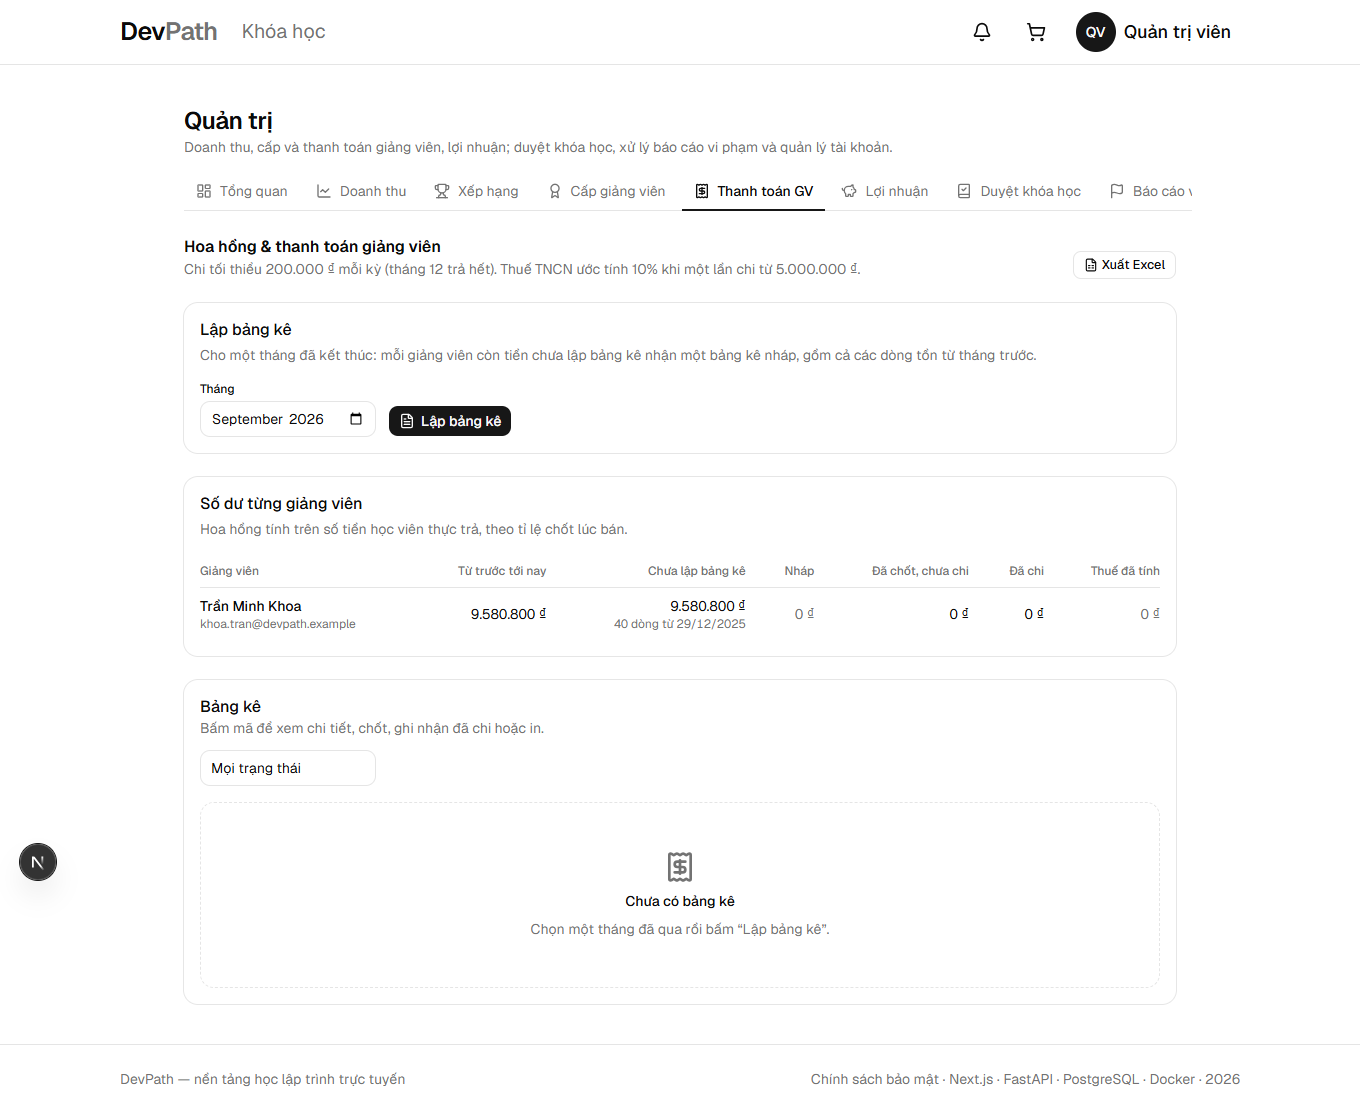 DevPath Khóa học
QV Quản trị viên
Quản trị
Doanh thu, cấp và thanh toán giảng viên, lợi nhuận; duyệt khóa học, xử lý báo cáo vi phạm và quản lý tài khoản.
Tổng quan Doanh thu Xếp hạng Cấp giảng viên Thanh toán GV Lợi nhuận Duyệt khóa học Báo cáo v
Hoa hồng & thanh toán giảng viên
Chi tối thiểu 200.000 ₫ mỗi kỳ (tháng 12 trả hết). Thuế TNCN ước tính 10% khi một lần chi từ 5.000.000 ₫.
Xuất Excel
Lập bảng kê
Cho một tháng đã kết thúc: mỗi giảng viên còn tiền chưa lập bảng kê nhận một bảng kê nháp, gồm cả các dòng tồn từ tháng trước.
Tháng
September 2026
Lập bảng kê
Số dư từng giảng viên
Hoa hồng tính trên số tiền học viên thực trả, theo tỉ lệ chốt lúc bán.
Giảng viên Từ trước tới nay Chưa lập bảng kê Nháp Đã chốt, chưa chi Đã chi Thuế đã tính
Trần Minh Khoa 9.580.800 ₫ 9.580.800 ₫ 0 ₫ 0 ₫ 0 ₫ 0 ₫
khoa.tran@devpath.example 40 dòng từ 29/12/2025
Bảng kê
Bấm mã để xem chi tiết, chốt, ghi nhận đã chi hoặc in.
Mọi trạng thái
Chưa có bảng kê
Chọn một tháng đã qua rồi bấm “Lập bảng kê”.
N
DevPath — nền tảng học lập trình trực tuyến
Chính sách bảo mật · Next.js · FastAPI · PostgreSQL · Docker · 2026